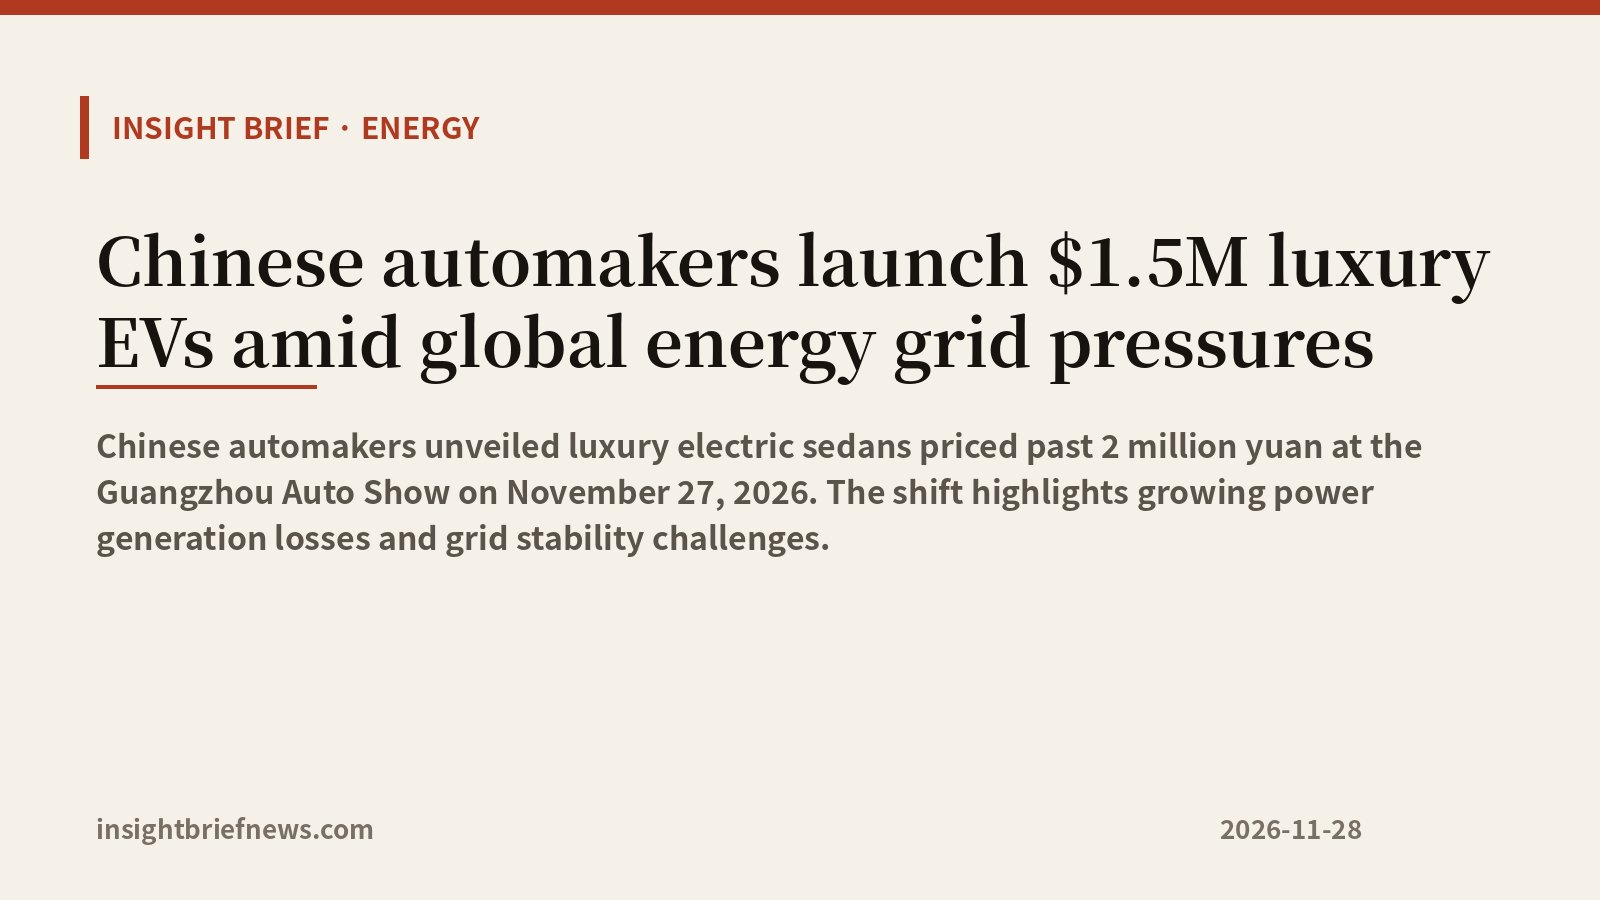 INSIGHT BRIEF · ENERGY
Chinese automakers launch $1.5M luxury
EVs amid global energy grid pressures
Chinese automakers unveiled luxury electric sedans priced past 2 million yuan at the
Guangzhou Auto Show on November 27, 2026. The shift highlights growing power
generation losses and grid stability challenges.
insightbriefnews.com
2026-11-28